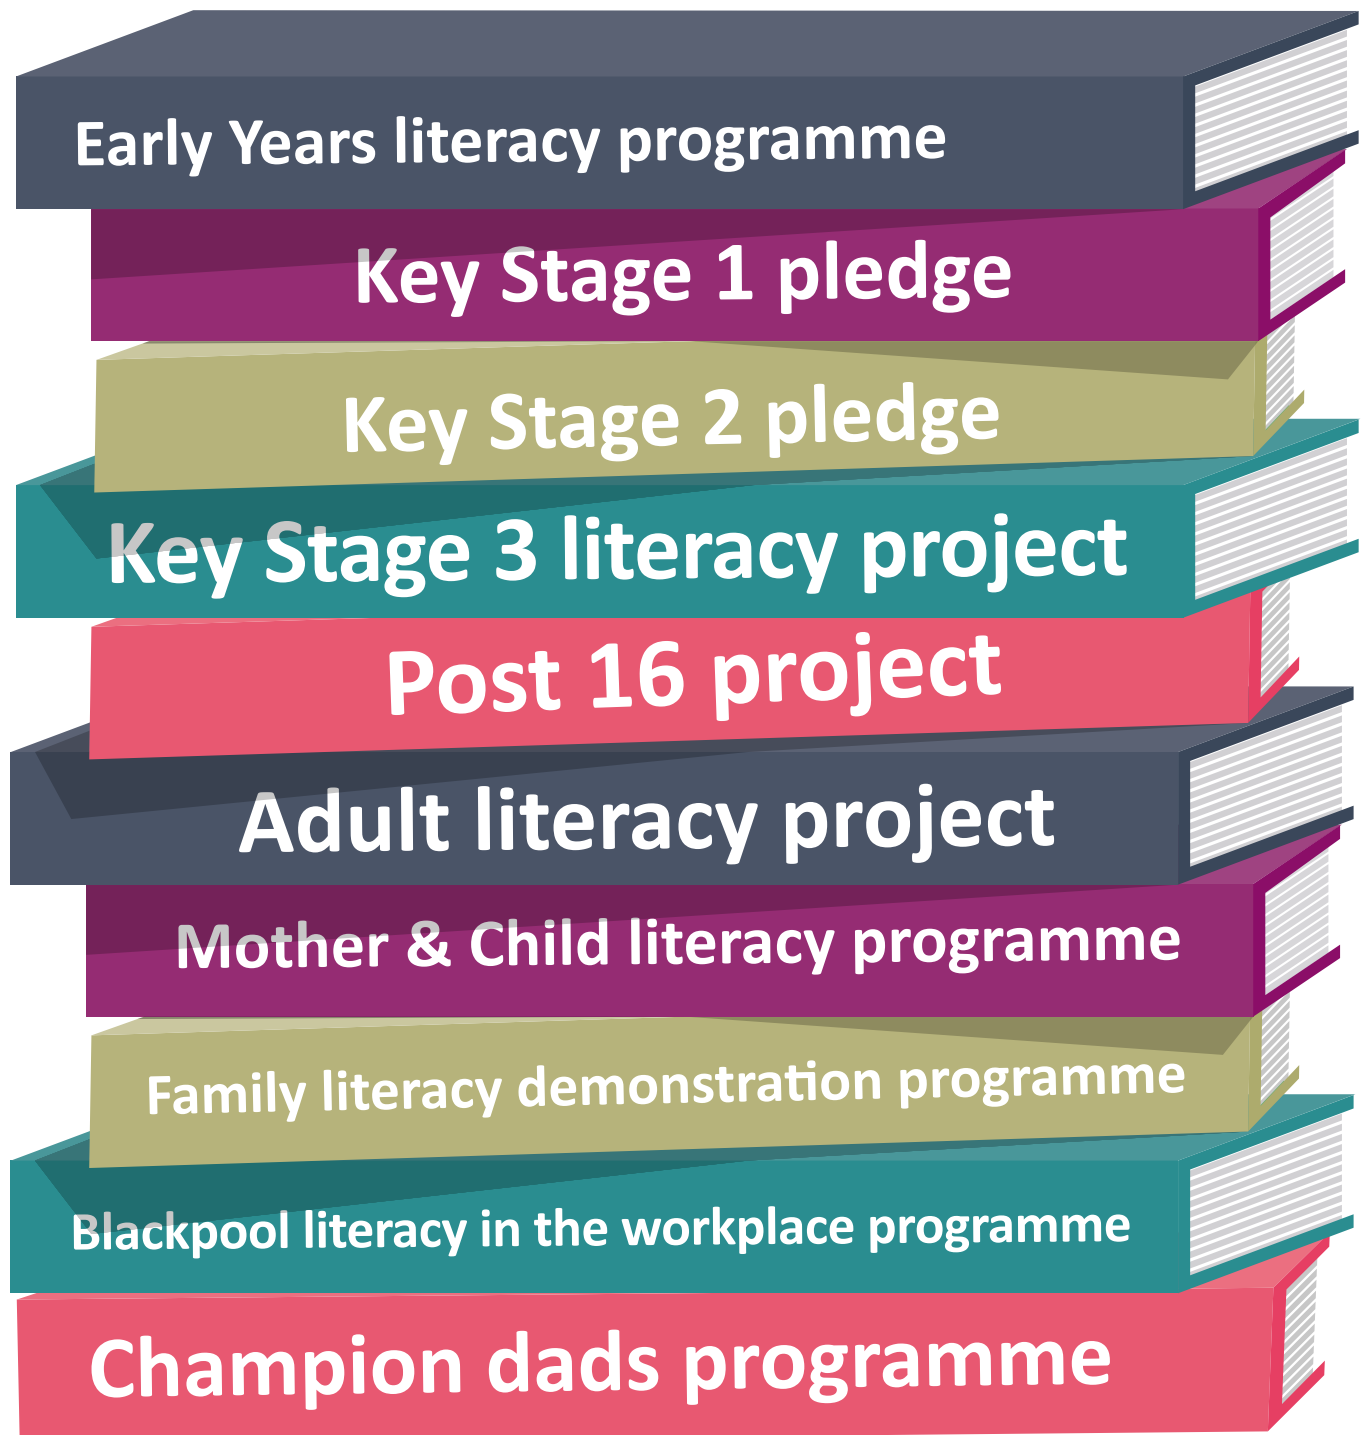 Early Years literacy programme
Key Stage 1 pledge
Key Stage 2 pledge
Key Stage 3 literacy project
Post 16 project
Adult literacy project
Mother & Child literacy programme
Family literacy demonstration programme
Blackpool literacy in the workplace programme
Champion dads programme